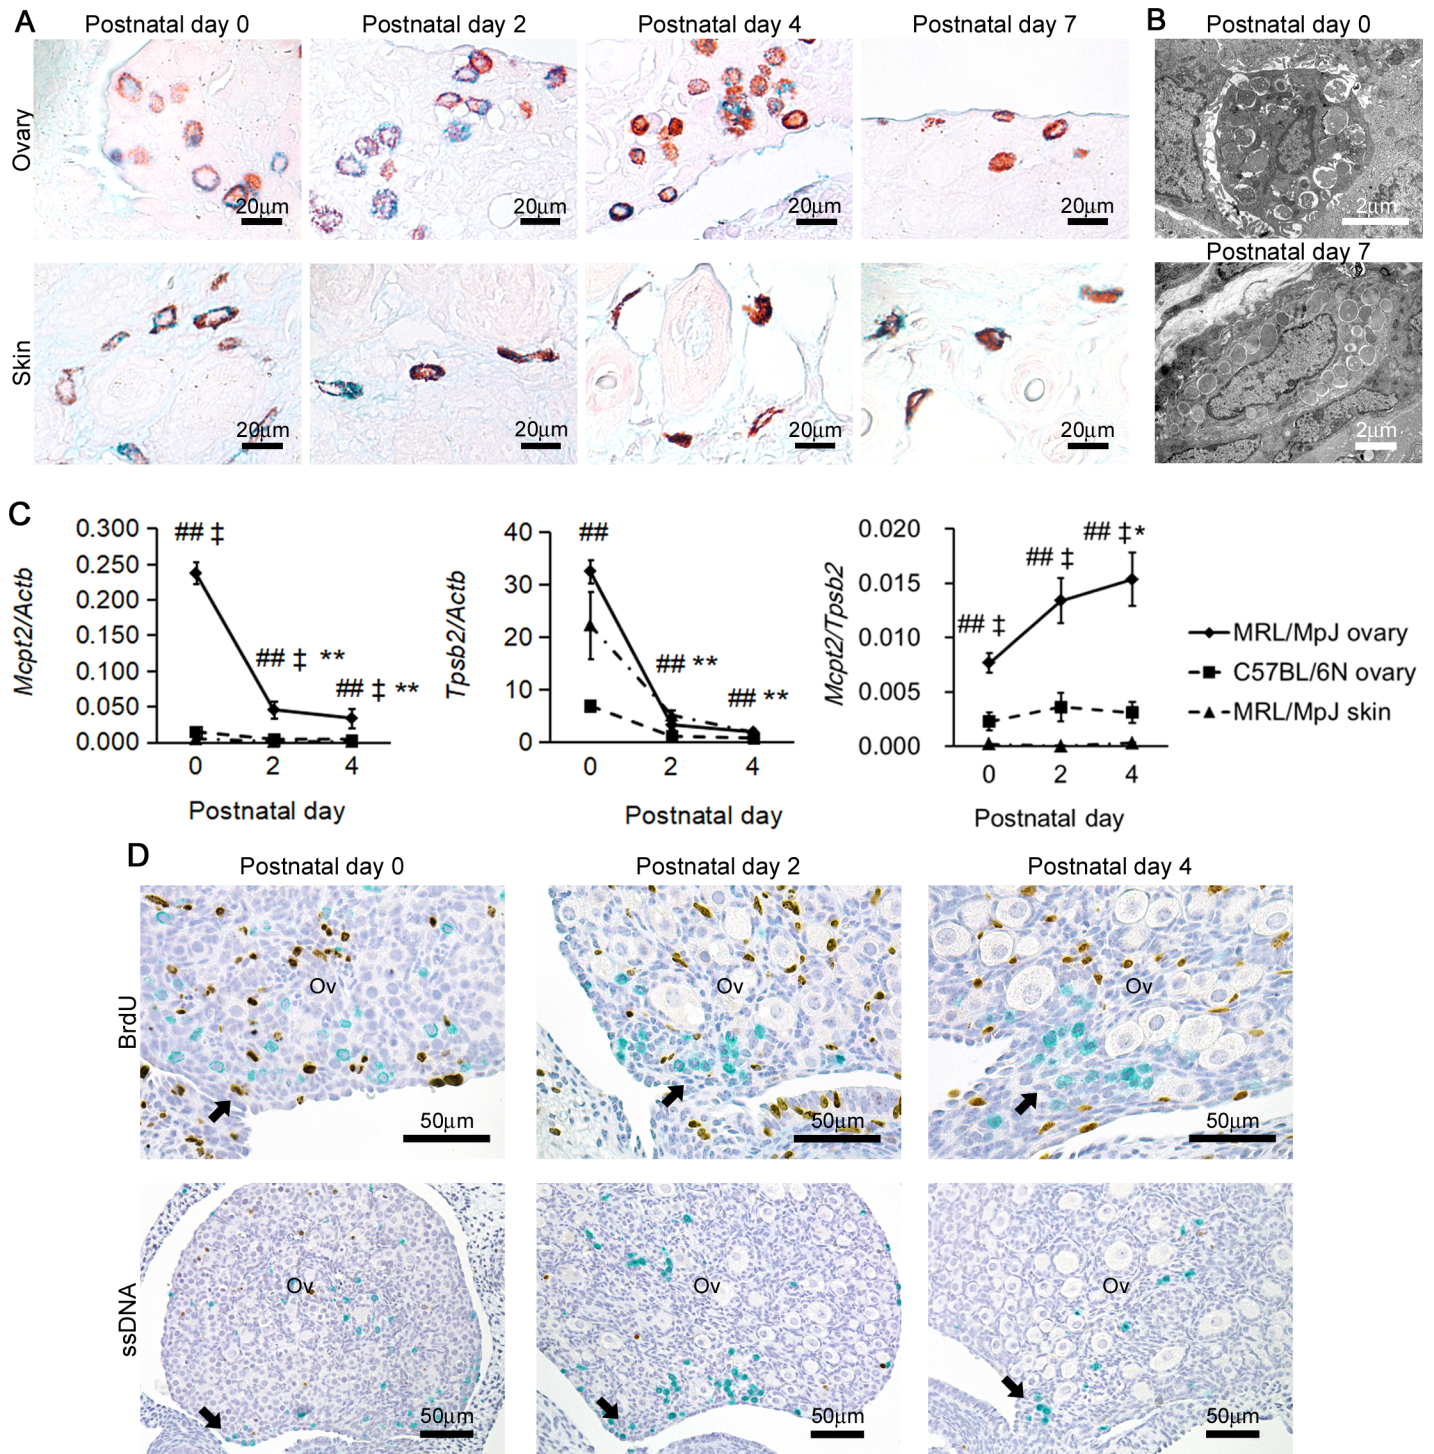 A
Postnatal day 0
Postnatal day 2
Postnatal day 4
Postnatal day 7
B
Postnatal day 0
Ovary
20μm
20μm
20μm
20μm
2μm
Postnatal day 7
Skin
20μm
20μm
20μm
20μm
2μm
C
Mcpt2/Actb
0.300
0.250
0.200
0.150
0.100
0.050
0.000
## ‡
## ‡ **
## ‡ **
0
2
4
Postnatal day
Tpsb2/Actb
40
30
20
10
0
##
## **
## **
0
2
4
Postnatal day
Mcpt2/Tpsb2
0.020
0.015
0.010
0.005
0.000
## ‡
## ‡
## ‡*
0
2
4
Postnatal day
MRL/MpJ ovary
C57BL/6N ovary
MRL/MpJ skin
D
Postnatal day 0
Postnatal day 2
Postnatal day 4
BrdU
Ov
Ov
Ov
50μm
50μm
50μm
ssDNA
Ov
Ov
Ov
50μm
50μm
50μm